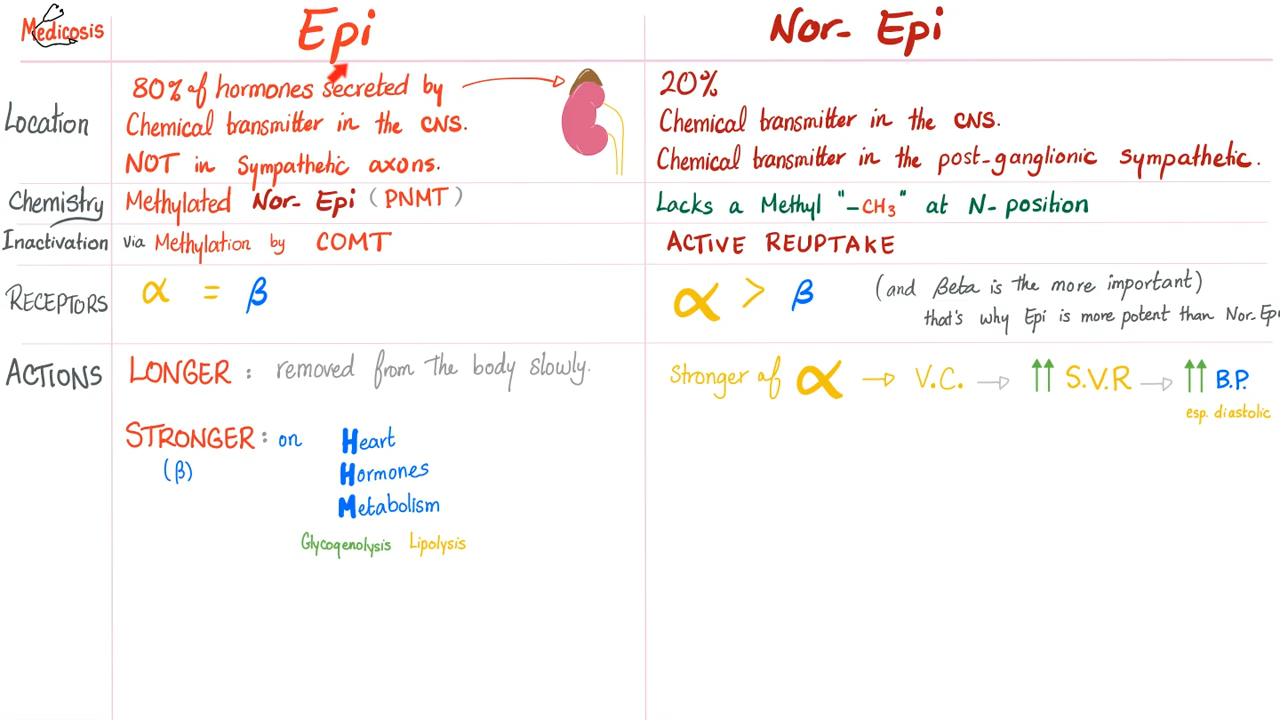 Medicosis
Epi
Nor- Epi
Location
80% of hormones secreted by
Chemical transmitter in the CNS.
NOT in Sympathetic axons.
20%
Chemical transmitter in the CNS.
Chemical transmitter in the post-ganglionic sympathetic.
Chemistry
Methylated Nor- Epi (PNMT)
Lacks a Methyl "-CH3" at N-position
Inactivation
via Methylation by COMT
ACTIVE REUPTAKE
RECEPTORS
α = β
α > β
(and Beta is the more important)
that's why Epi is more potent than Nor-Epi
ACTIONS
LONGER : removed from the body slowly.
STRONGER : on Heart
(β)
Hormones
Metabolism
Glycogenolysis Lipolysis
Stronger af α → V.C. → ↑↑ S.V.R → ↑↑ B.P.
esp. diastolic